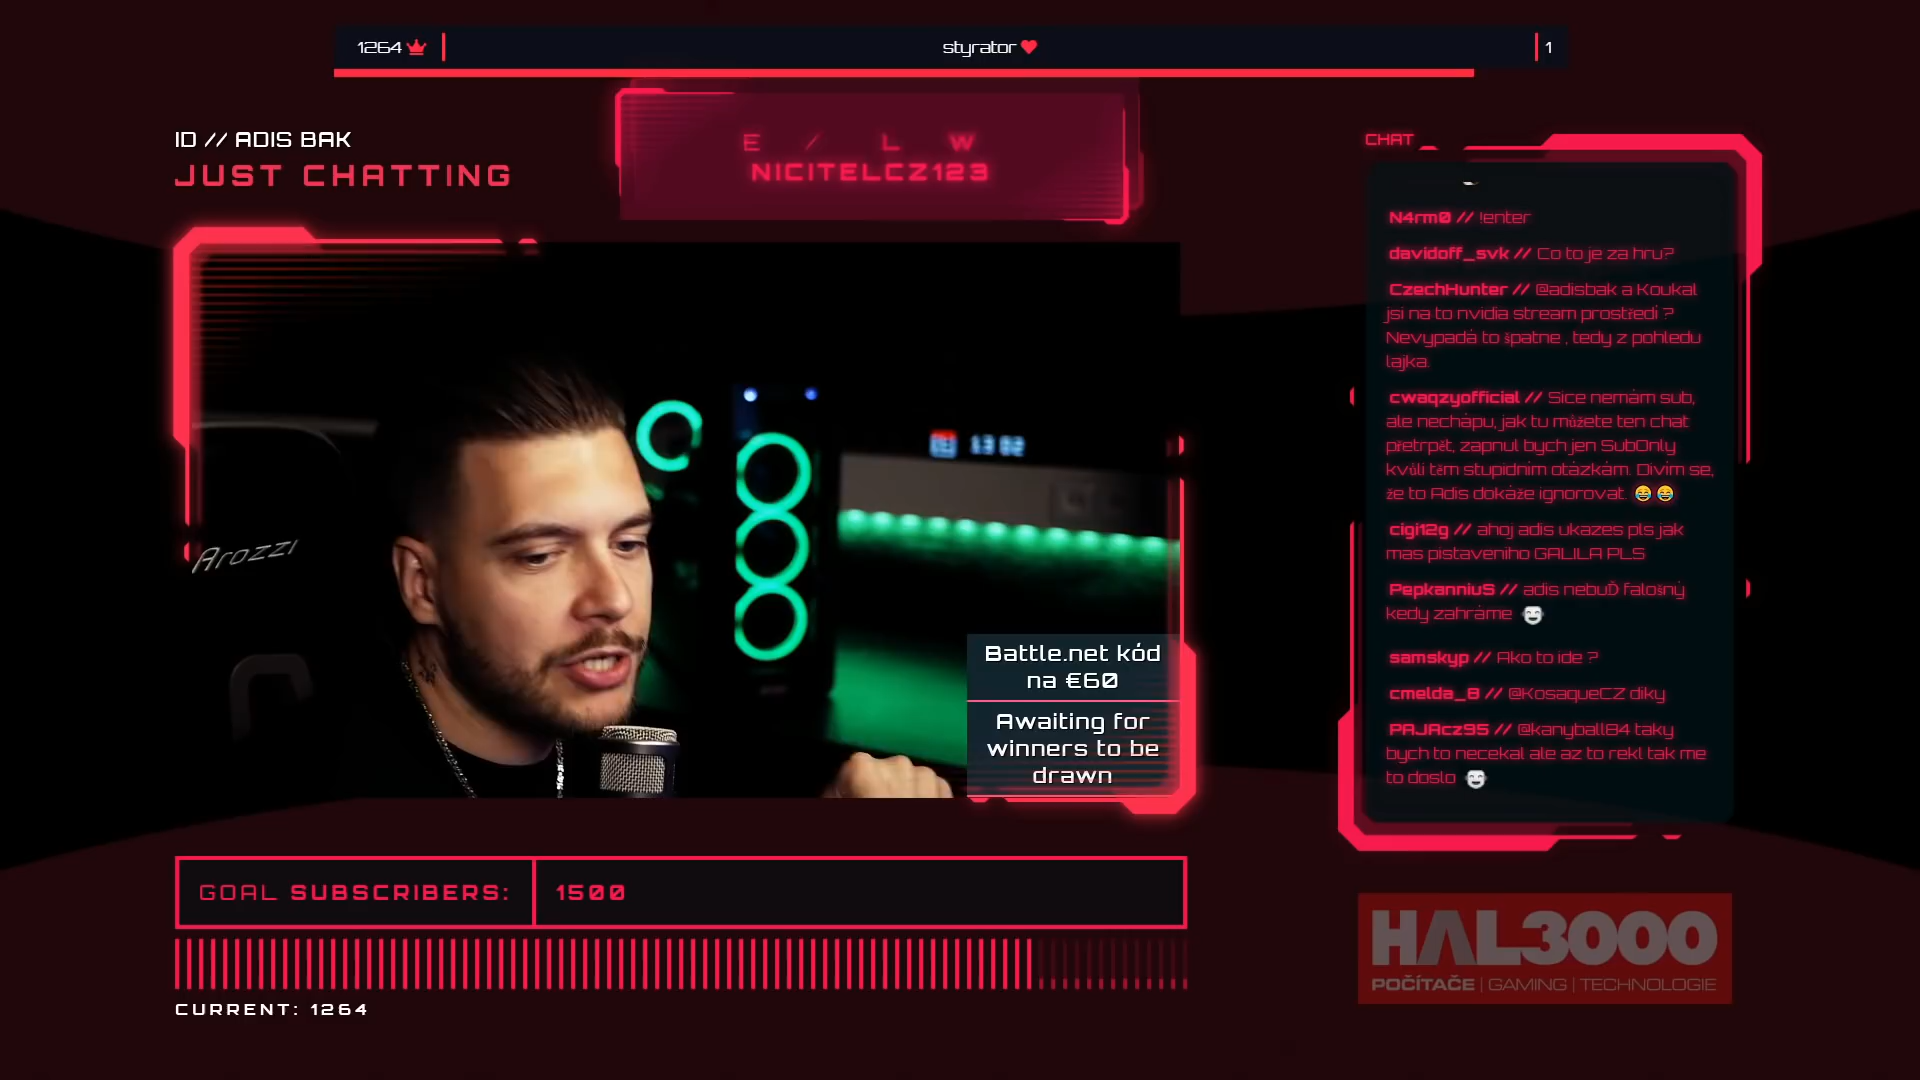 1264
styrator
1
ID // ADIS BAK
JUST CHATTING
E / L W
NICITELCZ123
Arozzi
13 02
Battle.net kód
na €60
Awaiting for
winners to be
drawn
CHAT
N4rm0 // !enter
davidoff_svk // Co to je za hru?
CzechHunter // @adisbak a Koukal
jsi na to nvidia stream prostředí ?
Nevypadá to špatne , tedy z pohledu
lajka.
cwaqzyofficial // Sice nemám sub,
ale nechápu, jak tu můžete ten chat
přetrpět, zapnul bych jen SubOnly
kvůli těm stupidním otázkám. Divím se,
že to Adis dokáže ignorovat. 😂 😂
cigi12g // ahoj adis ukazes pls jak
mas pistaveniho GALILA PLS
PepkanniuS // adis nebuĎ falošný
kedy zahráme
samskyp // Ako to ide ?
cmelda_8 // @KosaqueCZ diky
PAJAcz95 // @kanyball84 taky
bych to necekal ale az to rekl tak me
to doslo
GOAL SUBSCRIBERS: 1500
CURRENT: 1264
HAL3000
POČÍTAČE | GAMING | TECHNOLOGIE